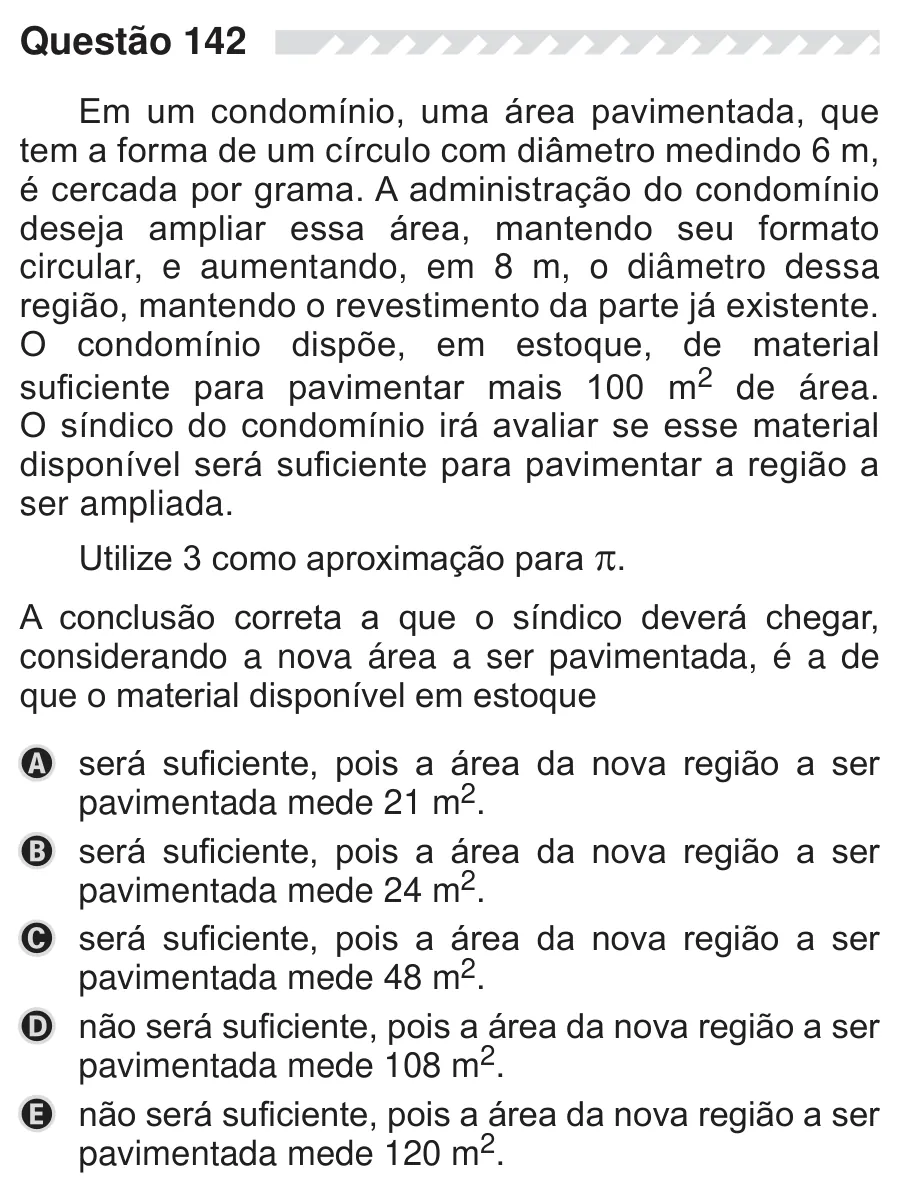 Questão 142
Em um condomínio, uma área pavimentada, que
tem a forma de um círculo com diâmetro medindo 6 m,
é cercada por grama. A administração do condomínio
deseja ampliar essa área, mantendo seu formato
circular, e aumentando, em 8 m, o diâmetro dessa
região, mantendo o revestimento da parte já existente.
O condomínio dispõe, em estoque, de material
suficiente para pavimentar mais 100 m² de área.
O síndico do condomínio irá avaliar se esse material
disponível será suficiente para pavimentar a região a
ser ampliada.
Utilize 3 como aproximação para π.
A conclusão correta a que o síndico deverá chegar,
considerando a nova área a ser pavimentada, é a de
que o material disponível em estoque
A será suficiente, pois a área da nova região a ser
pavimentada mede 21 m².
B será suficiente, pois a área da nova região a ser
pavimentada mede 24 m².
C será suficiente, pois a área da nova região a ser
pavimentada mede 48 m².
D não será suficiente, pois a área da nova região a ser
pavimentada mede 108 m².
E não será suficiente, pois a área da nova região a ser
pavimentada mede 120 m².